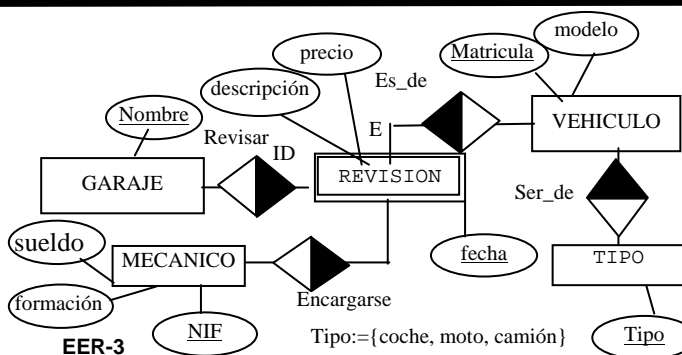 modelo
precio
Matricula
Es_de
descripción
Nombre
VEHICULO
Revisar
E
ID
REVISION
GARAJE
Ser_de
sueldo
fecha
MECANICO
TIPO
formación
Encargarse
NIF
Tipo:={coche, moto, camión}
Tipo
EER-3